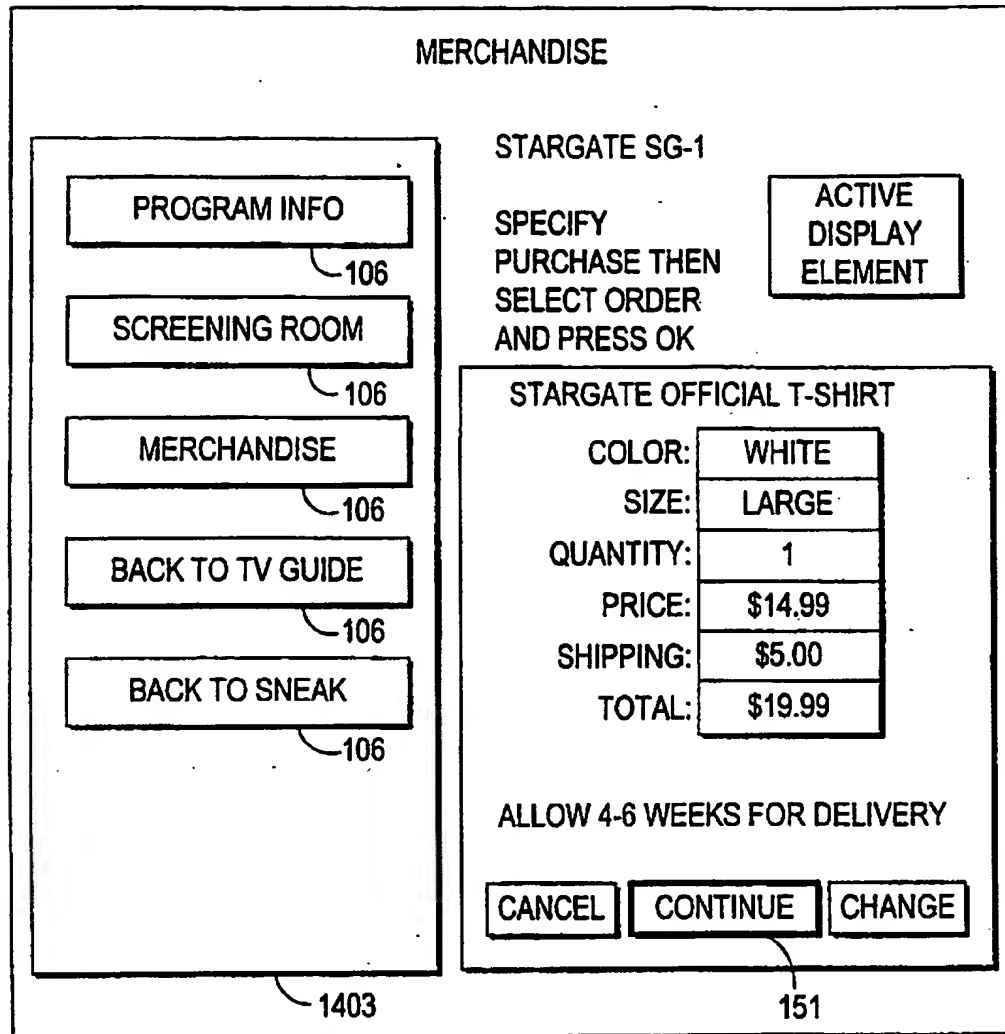 MERCHANDISE
PROGRAM INFO
106
SCREENING ROOM
106
MERCHANDISE
106
BACK TO TV GUIDE
106
BACK TO SNEAK
106
1403
STARGATE SG-1
SPECIFY
PURCHASE THEN
SELECT ORDER
AND PRESS OK
ACTIVE
DISPLAY
ELEMENT
STARGATE OFFICIAL T-SHIRT
COLOR: WHITE
SIZE: LARGE
QUANTITY: 1
PRICE: $14.99
SHIPPING: $5.00
TOTAL: $19.99
ALLOW 4-6 WEEKS FOR DELIVERY
CANCEL CONTINUE CHANGE
151